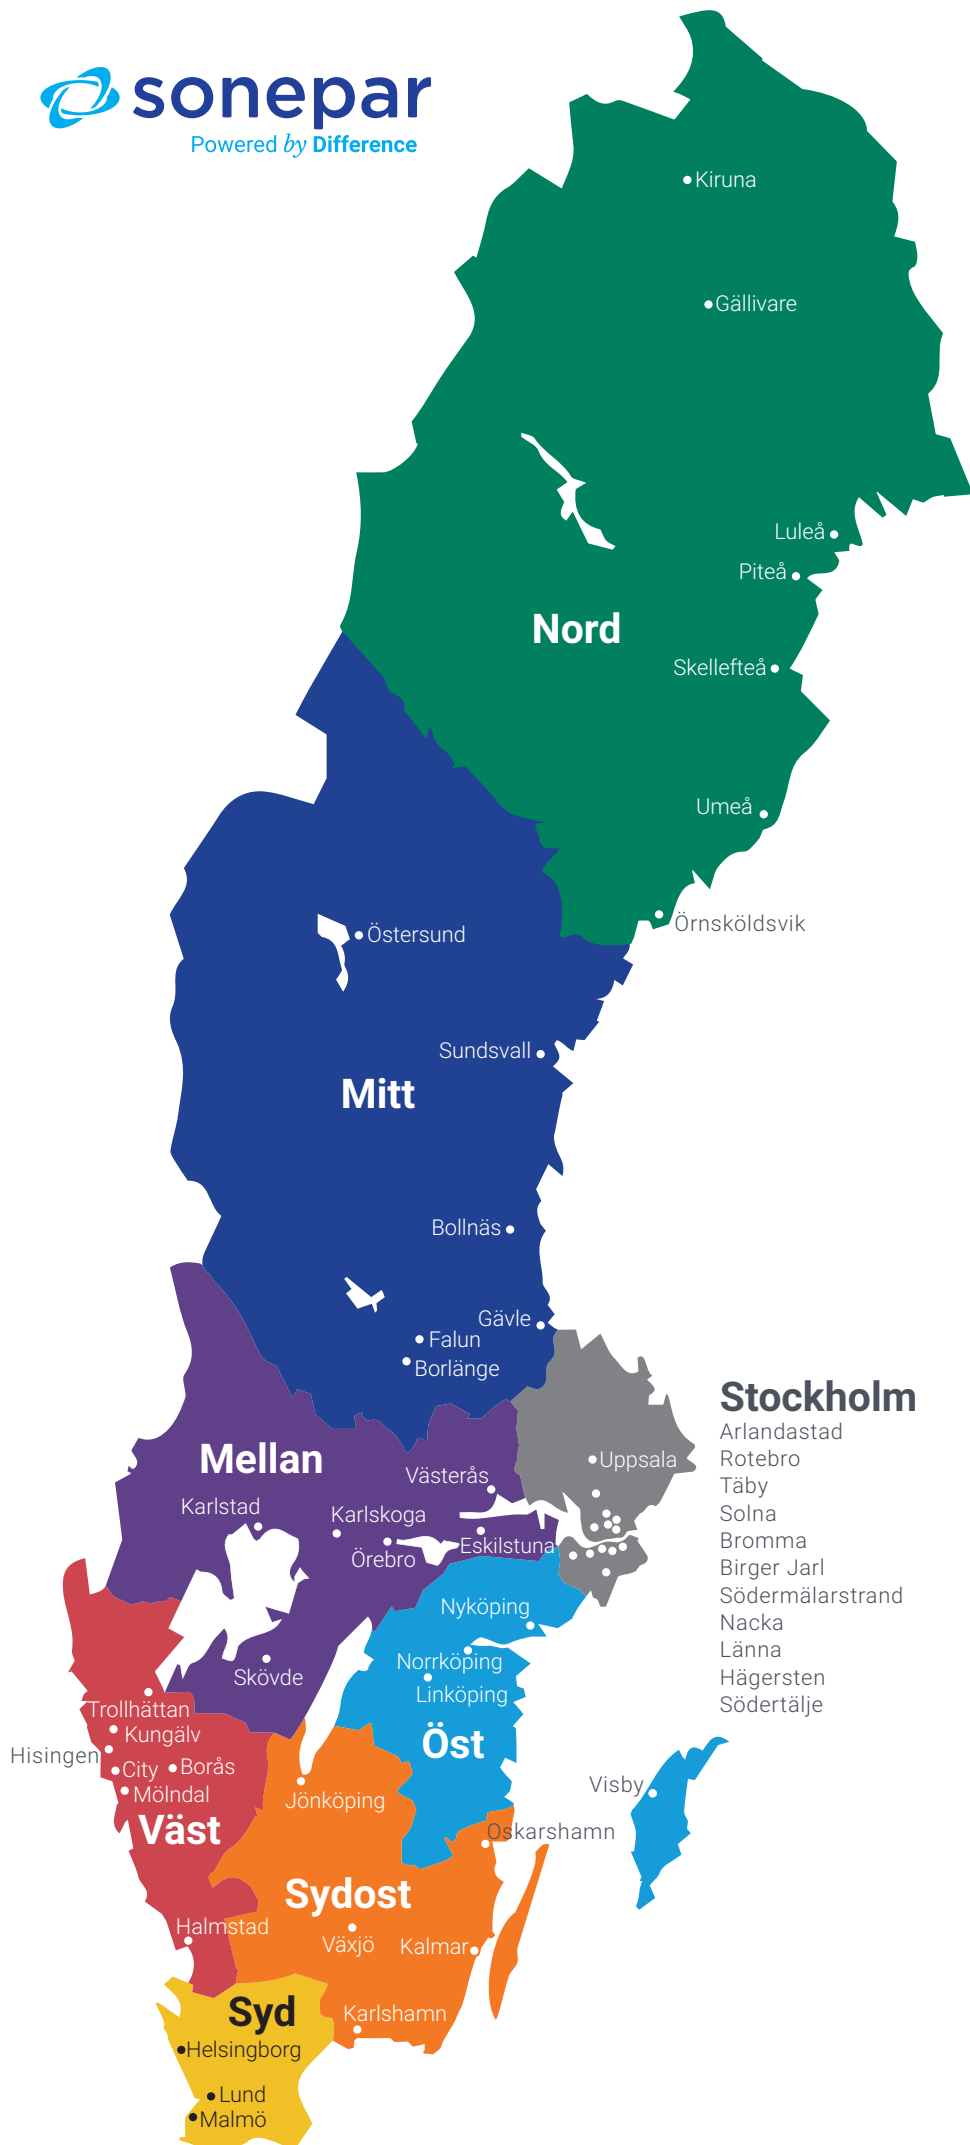 sonepar
Powered by Difference
Kiruna
Gällivare
Luleå
Piteå
Nord
Skellefteå
Umeå
Örnsköldsvik
Östersund
Sundsvall
Mitt
Bollnäs
Gävle
Falun
Borlänge
Stockholm
Arlandastad
Rotebro
Täby
Solna
Bromma
Birger Jarl
Södermälarstrand
Nacka
Länna
Hägersten
Södertälje
Uppsala
Mellan
Västerås
Karlstad
Karlskoga
Örebro
Eskilstuna
Skövde
Nyköping
Norrköping
Linköping
Öst
Visby
Trollhättan
Kungälv
Hisingen
City
Borås
Mölndal
Väst
Halmstad
Jönköping
Oskarshamn
Sydost
Växjö
Kalmar
Karlshamn
Syd
Helsingborg
Lund
Malmö